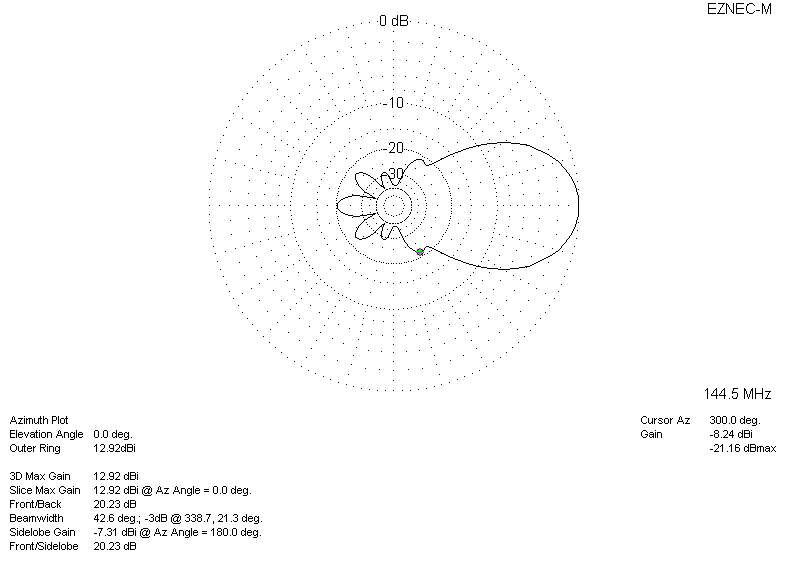 EZNEC-M
0 dB
-10
-20
-30
144.5 MHz
Azimuth Plot
Elevation Angle 0.0 deg.
Outer Ring 12.92dBi
Cursor Az 300.0 deg.
Gain -8.24 dBi
-21.16 dBmax
3D Max Gain 12.92 dBi
Slice Max Gain 12.92 dBi @ Az Angle = 0.0 deg.
Front/Back 20.23 dB
Beamwidth 42.6 deg.; -3dB @ 338.7, 21.3 deg.
Sidelobe Gain -7.31 dBi @ Az Angle = 180.0 deg.
Front/Sidelobe 20.23 dB